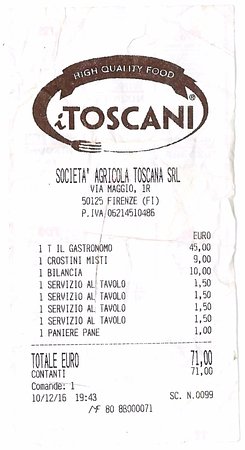 HIGH QUALITY FOOD
iTOSCANI®
SOCIETA' AGRICOLA TOSCANA SRL
VIA MAGGIO, 1R
50125 FIRENZE (FI)
P.IVA 06214510486
EURO
1 T IL GASTRONOMO 45,00
1 CROSTINI MISTI 9,00
1 BILANCIA 10,00
1 SERVIZIO AL TAVOLO 1,50
1 SERVIZIO AL TAVOLO 1,50
1 SERVIZIO AL TAVOLO 1,50
1 SERVIZIO AL TAVOLO 1,50
1 PANIERE PANE 1,00
TOTALE EURO 71,00
CONTANTI 71,00
Comande: 1
10/12/16 19:43 SC. N.0099
MF 80 88000071